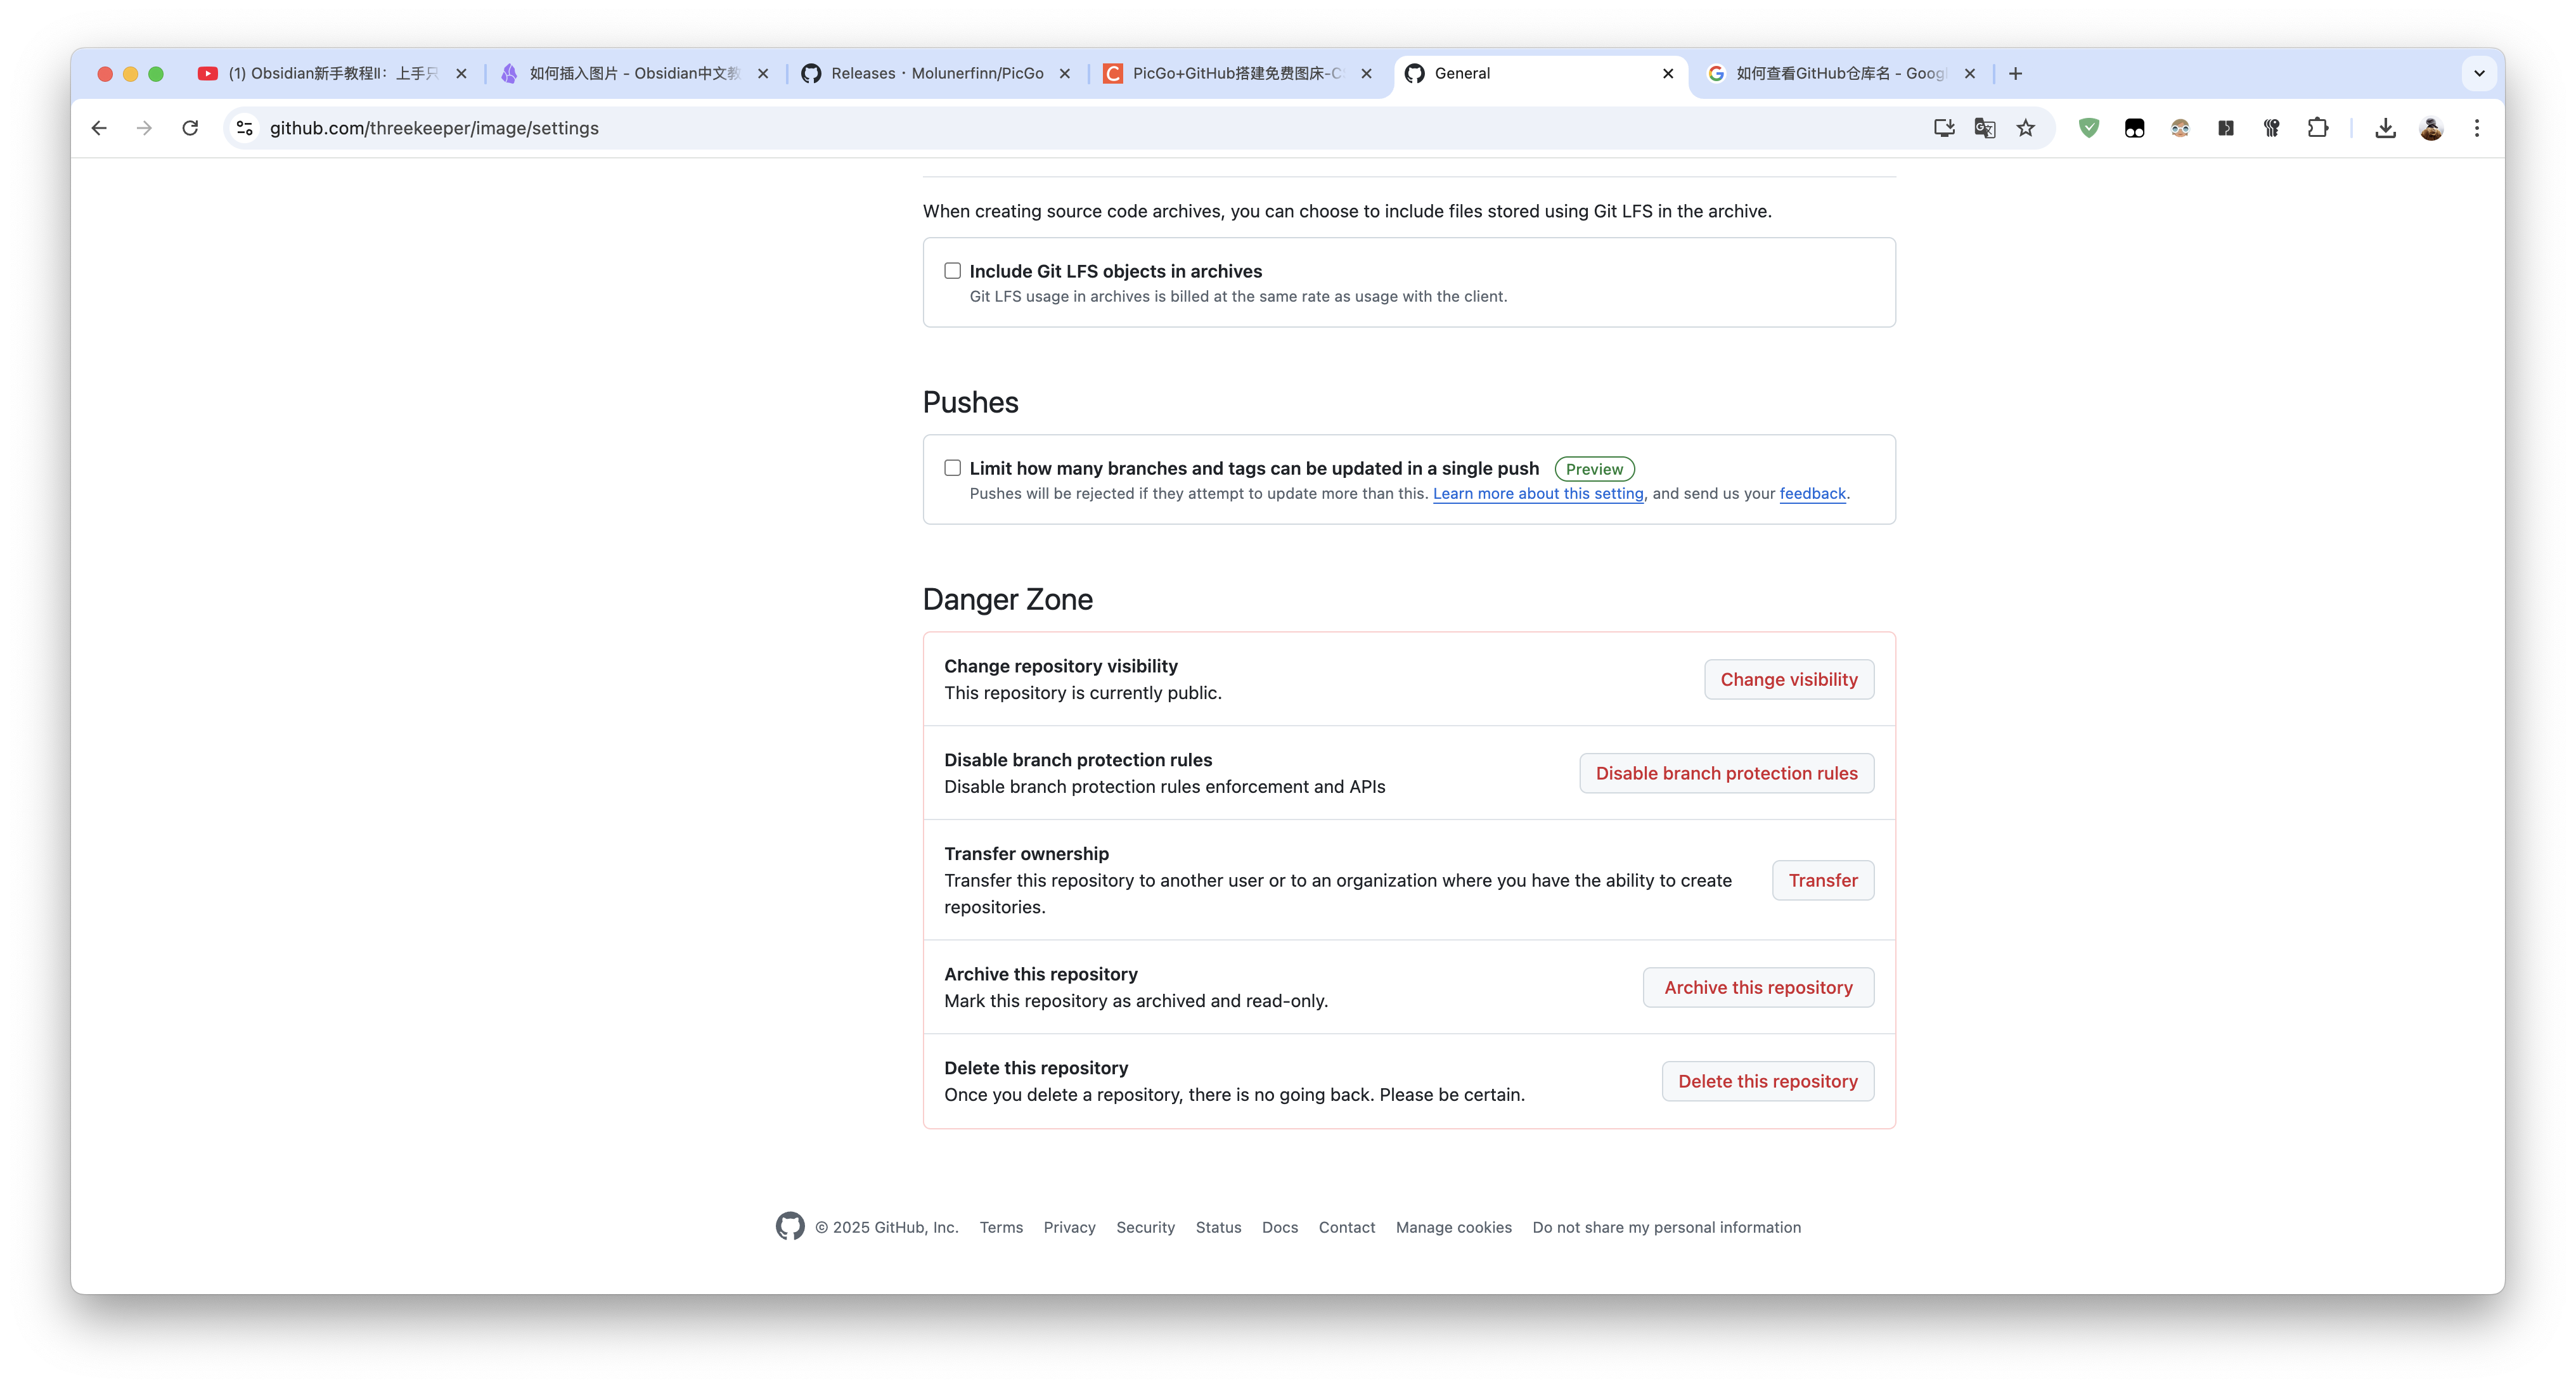 (1) Obsidian新手教程II：上手只
如何插入图片 - Obsidian中文教
Releases · Molunerfinn/PicGo
PicGo+GitHub搭建免费图床-C
General
如何查看GitHub仓库名 - Goog
github.com/threekeeper/image/settings
When creating source code archives, you can choose to include files stored using Git LFS in the archive.
Include Git LFS objects in archives
Git LFS usage in archives is billed at the same rate as usage with the client.
Pushes
Limit how many branches and tags can be updated in a single push Preview
Pushes will be rejected if they attempt to update more than this. Learn more about this setting, and send us your feedback.
Danger Zone
Change repository visibility
This repository is currently public.
Change visibility
Disable branch protection rules
Disable branch protection rules enforcement and APIs
Disable branch protection rules
Transfer ownership
Transfer this repository to another user or to an organization where you have the ability to create
repositories.
Transfer
Archive this repository
Mark this repository as archived and read-only.
Archive this repository
Delete this repository
Once you delete a repository, there is no going back. Please be certain.
Delete this repository
© 2025 GitHub, Inc. Terms Privacy Security Status Docs Contact Manage cookies Do not share my personal information